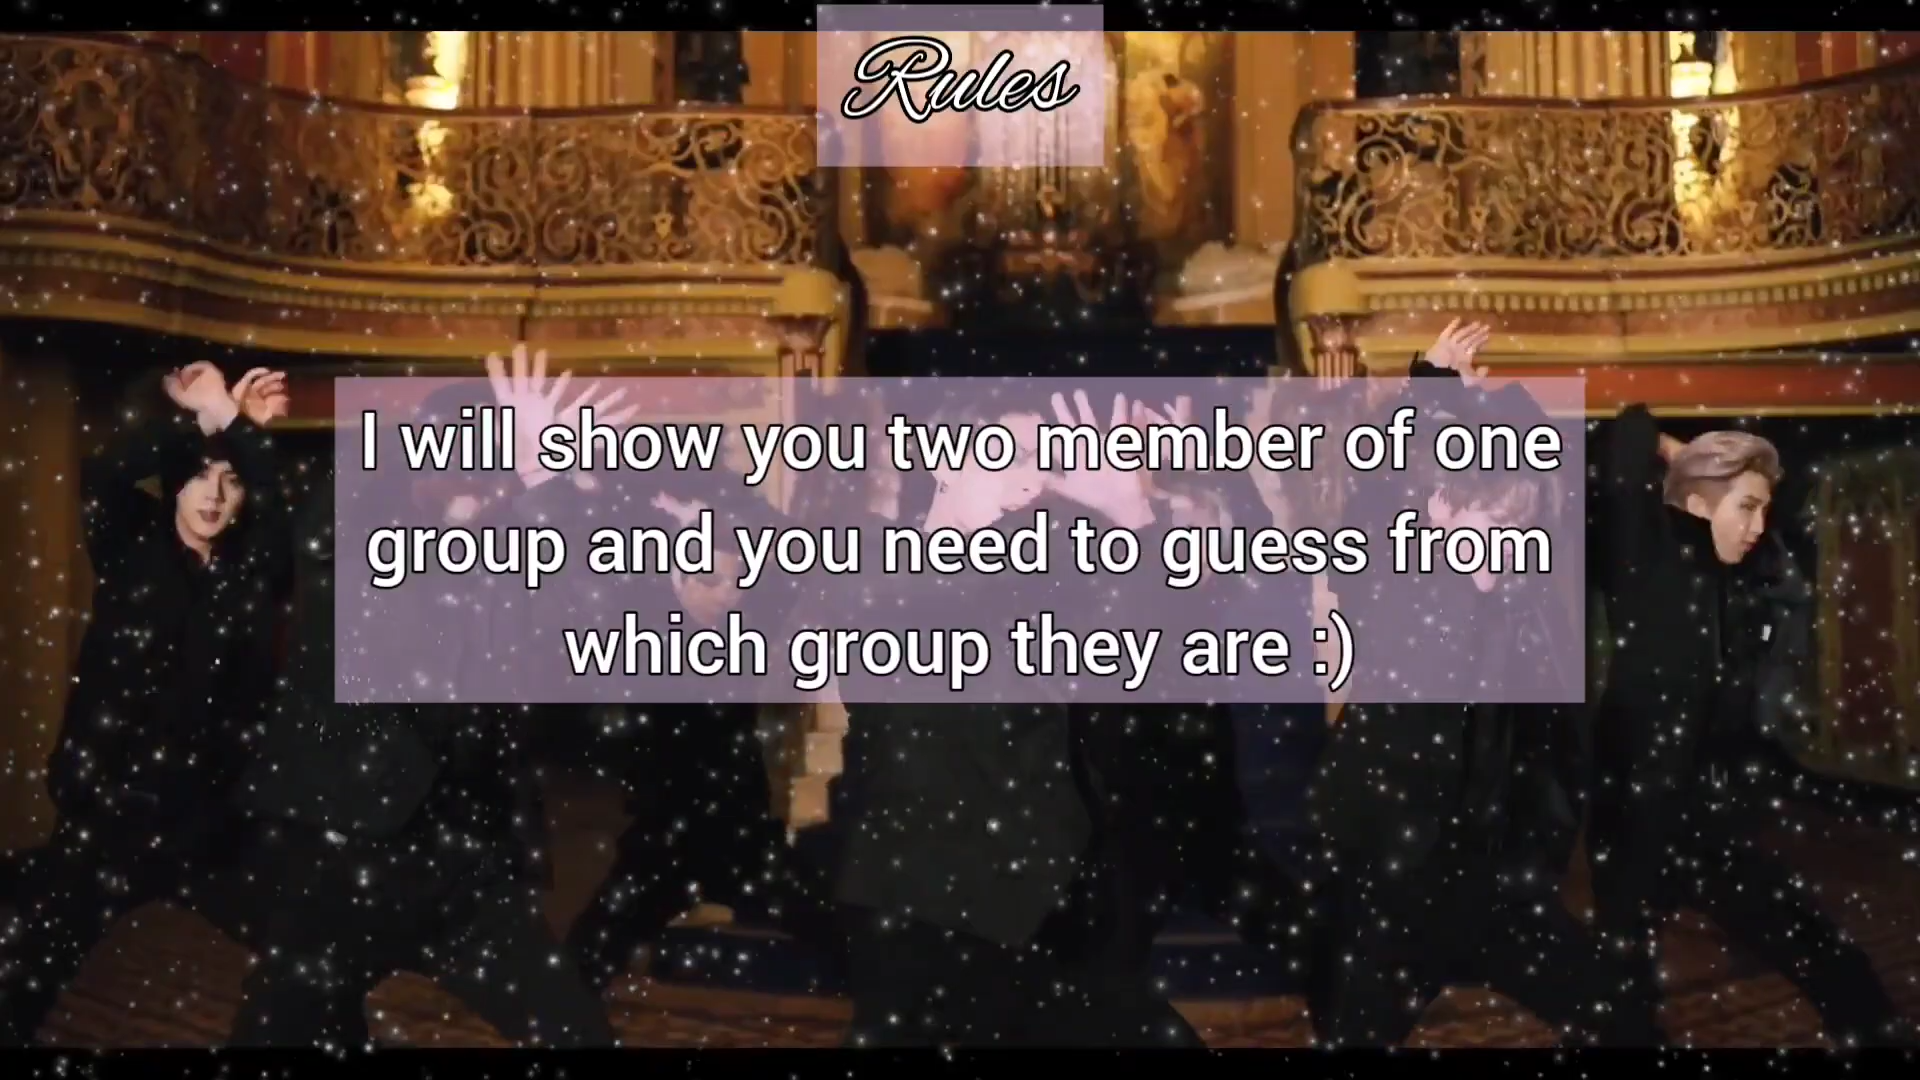 Rules
I will show you two member of one
group and you need to guess from
which group they are :)